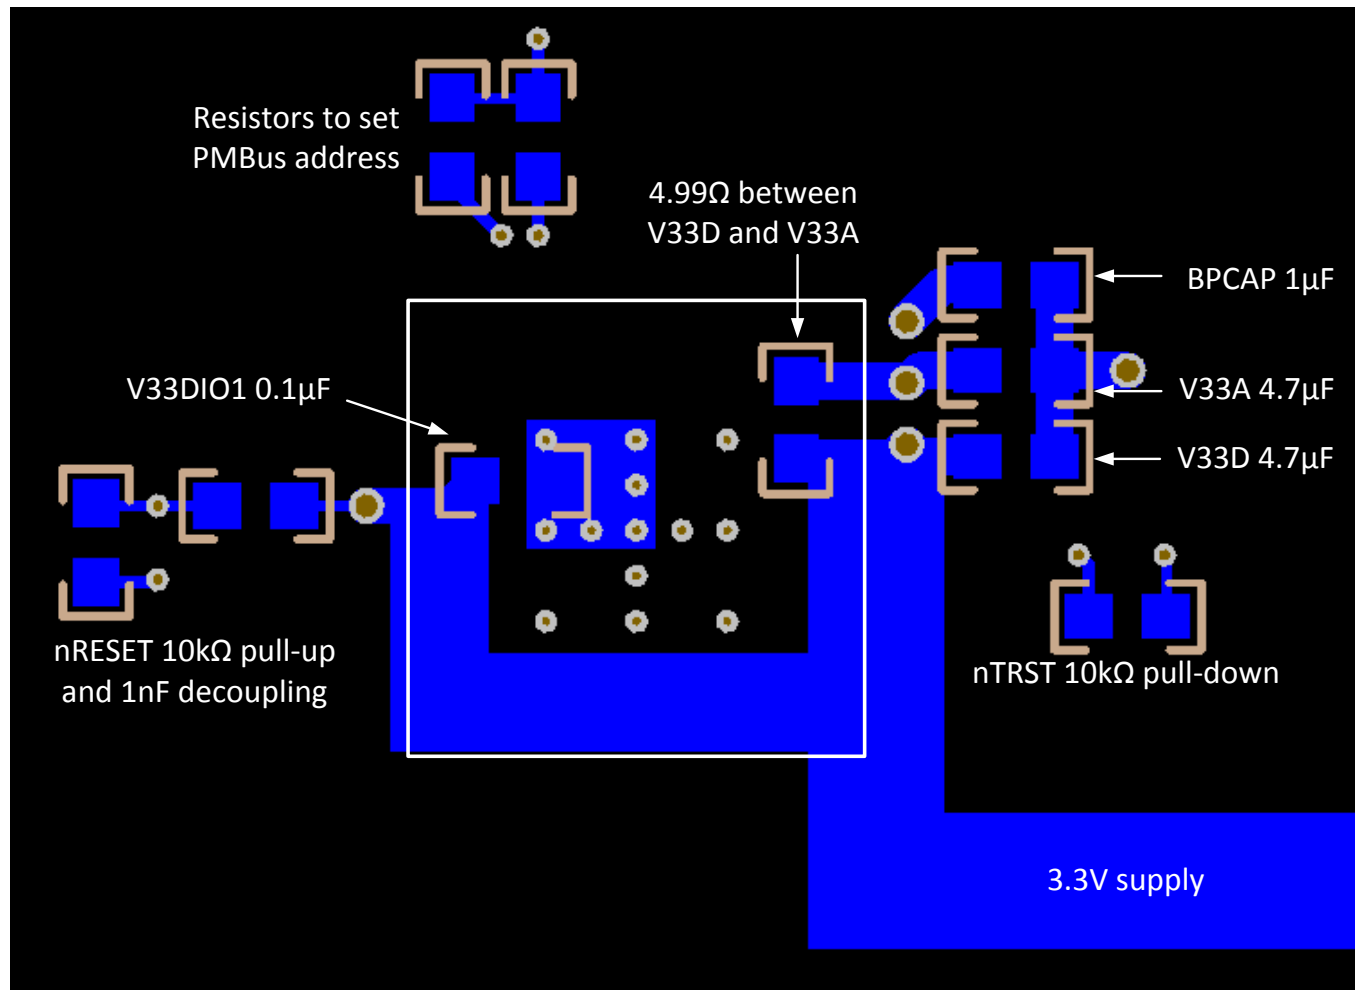 Resistors to set
PMBus address
4.99Ω between
V33D and V33A
BPCAP 1µF
V33DIO1 0.1µF
V33A 4.7µF
V33D 4.7µF
nRESET 10kΩ pull-up
and 1nF decoupling
nTRST 10kΩ pull-down
3.3V supply